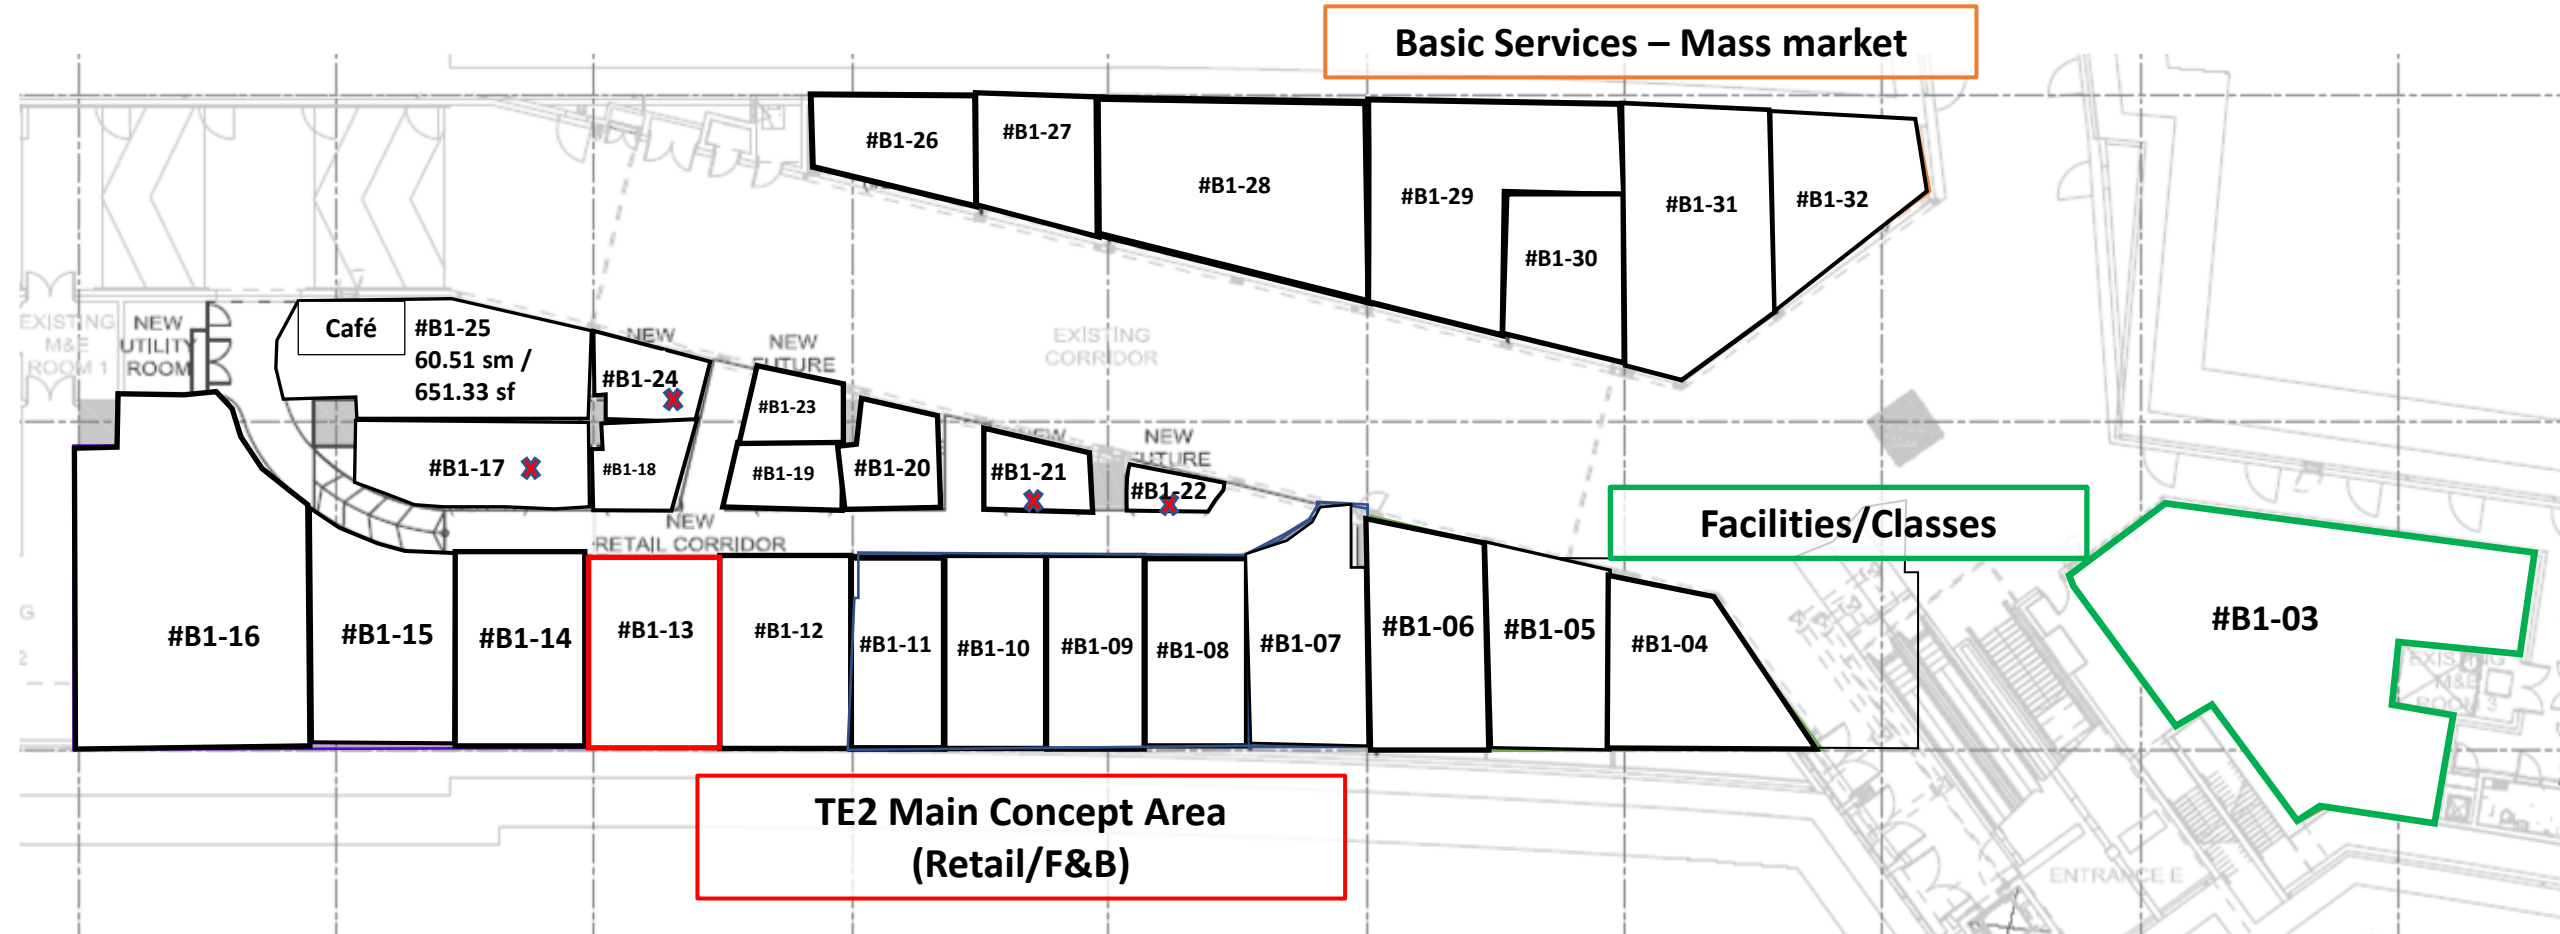 Basic Services – Mass market
#B1-26
#B1-27
#B1-28
#B1-29
#B1-30
#B1-31
#B1-32
EXISTING
M&E
ROOM 1
NEW
UTILITY
ROOM
Café
#B1-25
60.51 sm /
651.33 sf
NEW
#B1-24
NEW
FUTURE
#B1-23
EXISTING
CORRIDOR
#B1-17
#B1-18
#B1-19
#B1-20
NEW
#B1-21
NEW
FUTURE
#B1-22
NEW
RETAIL CORRIDOR
Facilities/Classes
#B1-16
#B1-15
#B1-14
#B1-13
#B1-12
#B1-11
#B1-10
#B1-09
#B1-08
#B1-07
#B1-06
#B1-05
#B1-04
#B1-03
G
2
EXISTING
M&E
ROOM 3
TE2 Main Concept Area
(Retail/F&B)
ENTRANCE E